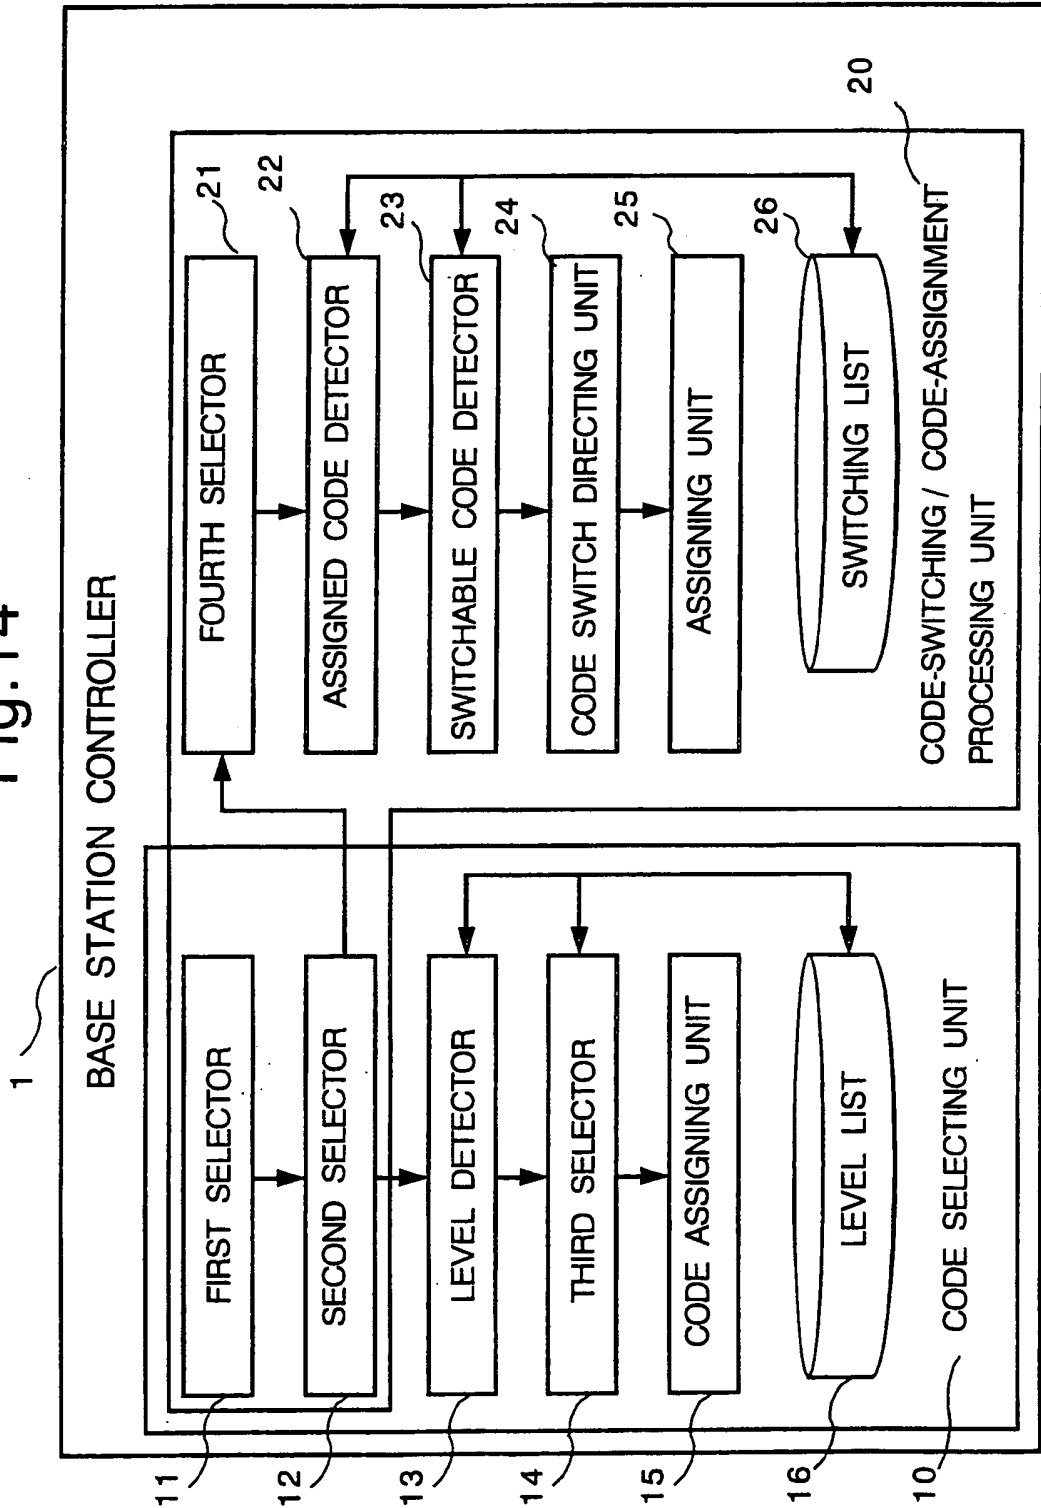 Fig.14
1
BASE STATION CONTROLLER
11
FIRST SELECTOR
12
SECOND SELECTOR
13
LEVEL DETECTOR
14
THIRD SELECTOR
15
CODE ASSIGNING UNIT
16
LEVEL LIST
10
CODE SELECTING UNIT
FOURTH SELECTOR
21
ASSIGNED CODE DETECTOR
22
SWITCHABLE CODE DETECTOR
23
CODE SWITCH DIRECTING UNIT
24
ASSIGNING UNIT
25
SWITCHING LIST
26
CODE-SWITCHING / CODE-ASSIGNMENT
PROCESSING UNIT
20